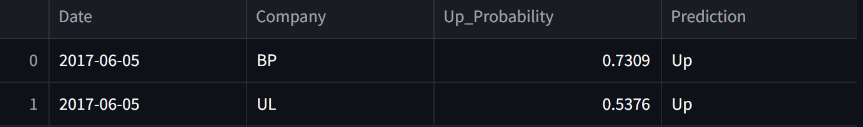 Date Company Up_Probability Prediction
0 2017-06-05 BP 0.7309 Up
1 2017-06-05 UL 0.5376 Up